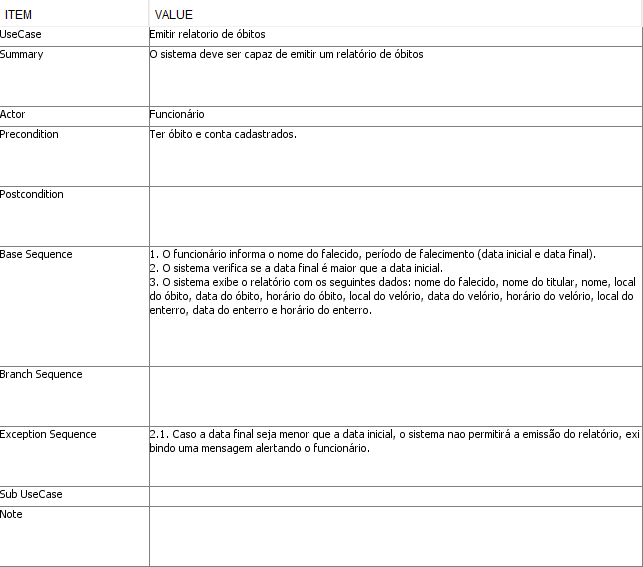 ITEM VALUE
UseCase Emitir relatorio de óbitos
Summary O sistema deve ser capaz de emitir um relatório de óbitos
Actor Funcionário
Precondition Ter óbito e conta cadastrados.
Postcondition
Base Sequence 1. O funcionário informa o nome do falecido, período de falecimento (data inicial e data final).
2. O sistema verifica se a data final é maior que a data inicial.
3. O sistema exibe o relatório com os seguintes dados: nome do falecido, nome do titular, nome, local
do óbito, data do óbito, horário do óbito, local do velório, data do velório, horário do velório, local do
enterro, data do enterro e horário do enterro.
Branch Sequence
Exception Sequence 2.1. Caso a data final seja menor que a data inicial, o sistema nao permitirá a emissão do relatório, exi
bindo uma mensagem alertando o funcionário.
Sub UseCase
Note